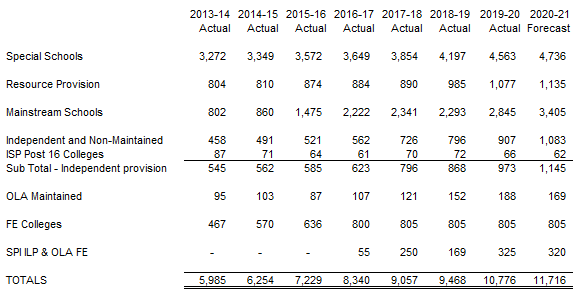 2013-14 2014-15 2015-16 2016-17 2017-18 2018-19 2019-20 2020-21
Actual Actual Actual Actual Actual Actual Actual Forecast
Special Schools 3,272 3,349 3,572 3,649 3,854 4,197 4,563 4,736
Resource Provision 804 810 874 884 890 985 1,077 1,135
Mainstream Schools 802 860 1,475 2,222 2,341 2,293 2,845 3,405
Independent and Non-Maintained 458 491 521 562 726 796 907 1,083
ISP Post 16 Colleges 87 71 64 61 70 72 66 62
Sub Total - Independent provision 545 562 585 623 796 868 973 1,145
OLA Maintained 95 103 87 107 121 152 188 169
FE Colleges 467 570 636 800 805 805 805 805
SPI ILP & OLA FE - - - 55 250 169 325 320
TOTALS 5,985 6,254 7,229 8,340 9,057 9,468 10,776 11,716